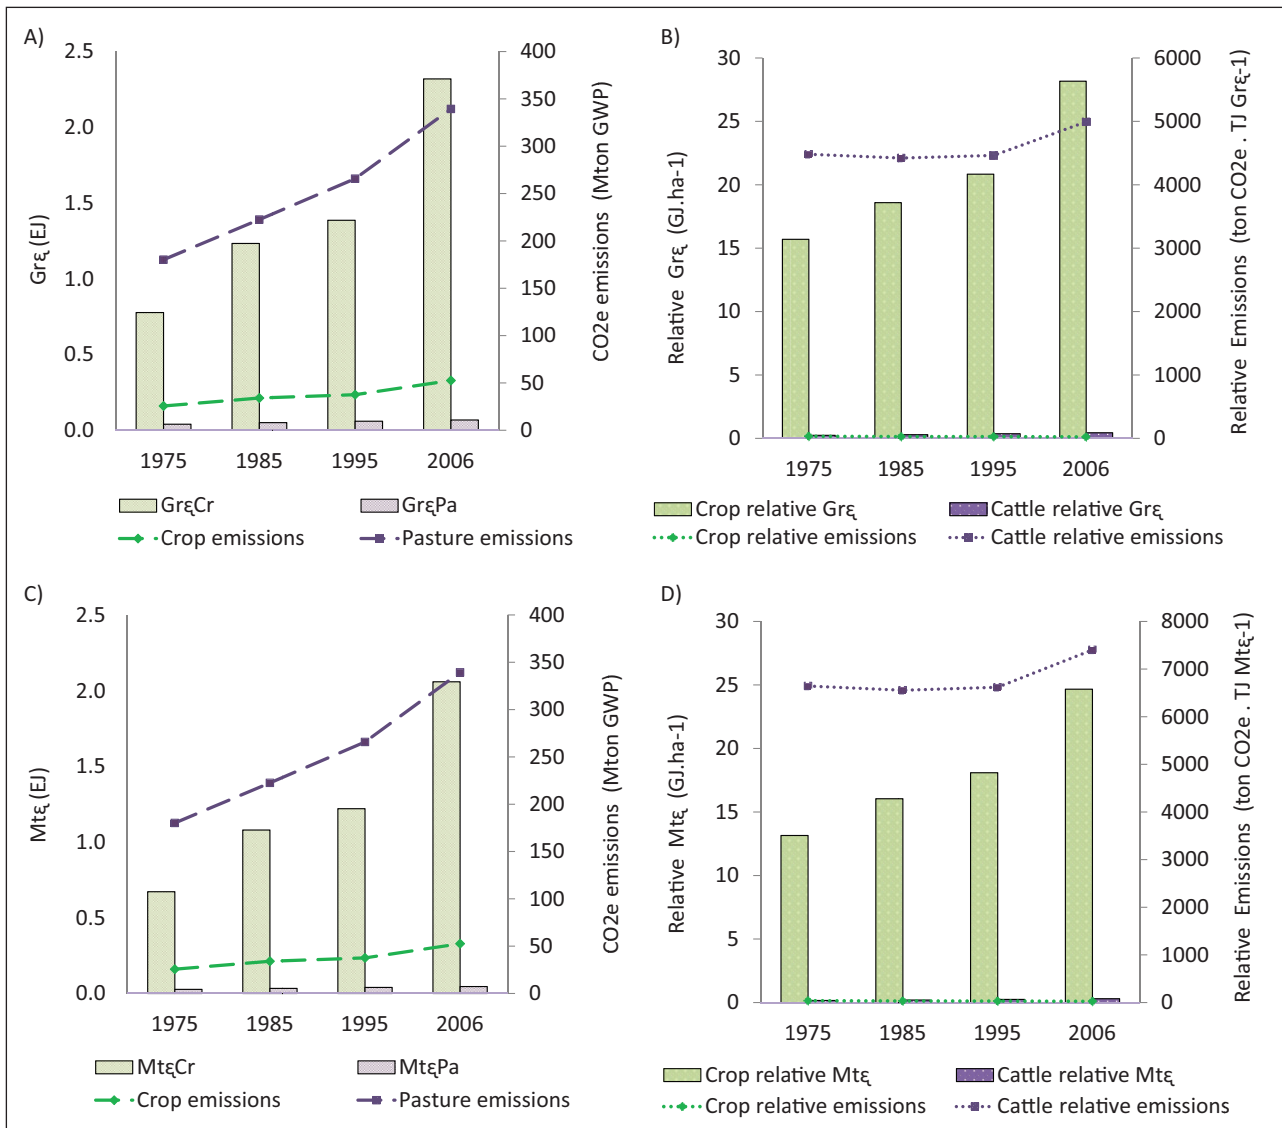 A)
2.5
2.0
1.5
1.0
0.5
0.0
Grε̨ (EJ)
400
350
300
250
200
150
100
50
0
CO2e emissions (Mton GWP)
1975 1985 1995 2006
Grε̨Cr Grε̨Pa
Crop emissions Pasture emissions
B)
30
25
20
15
10
5
0
Relative Grε̨ (GJ.ha-1)
6000
5000
4000
3000
2000
1000
0
Relative Emissions (ton CO2e . TJ Grε̨-1)
1975 1985 1995 2006
Crop relative Grε̨ Cattle relative Grε̨
Crop relative emissions Cattle relative emissions
C)
2.5
2.0
1.5
1.0
0.5
0.0
Mtε̨ (EJ)
400
350
300
250
200
150
100
50
0
CO2e emissions (Mton GWP)
1975 1985 1995 2006
Mtε̨Cr Mtε̨Pa
Crop emissions Pasture emissions
D)
30
25
20
15
10
5
0
Relative Mtε̨ (GJ.ha-1)
8000
7000
6000
5000
4000
3000
2000
1000
0
Relative Emissions (ton CO2e . TJ Mtε̨-1)
1975 1985 1995 2006
Crop relative Mtε̨ Cattle relative Mtε̨
Crop relative emissions Cattle relative emissions